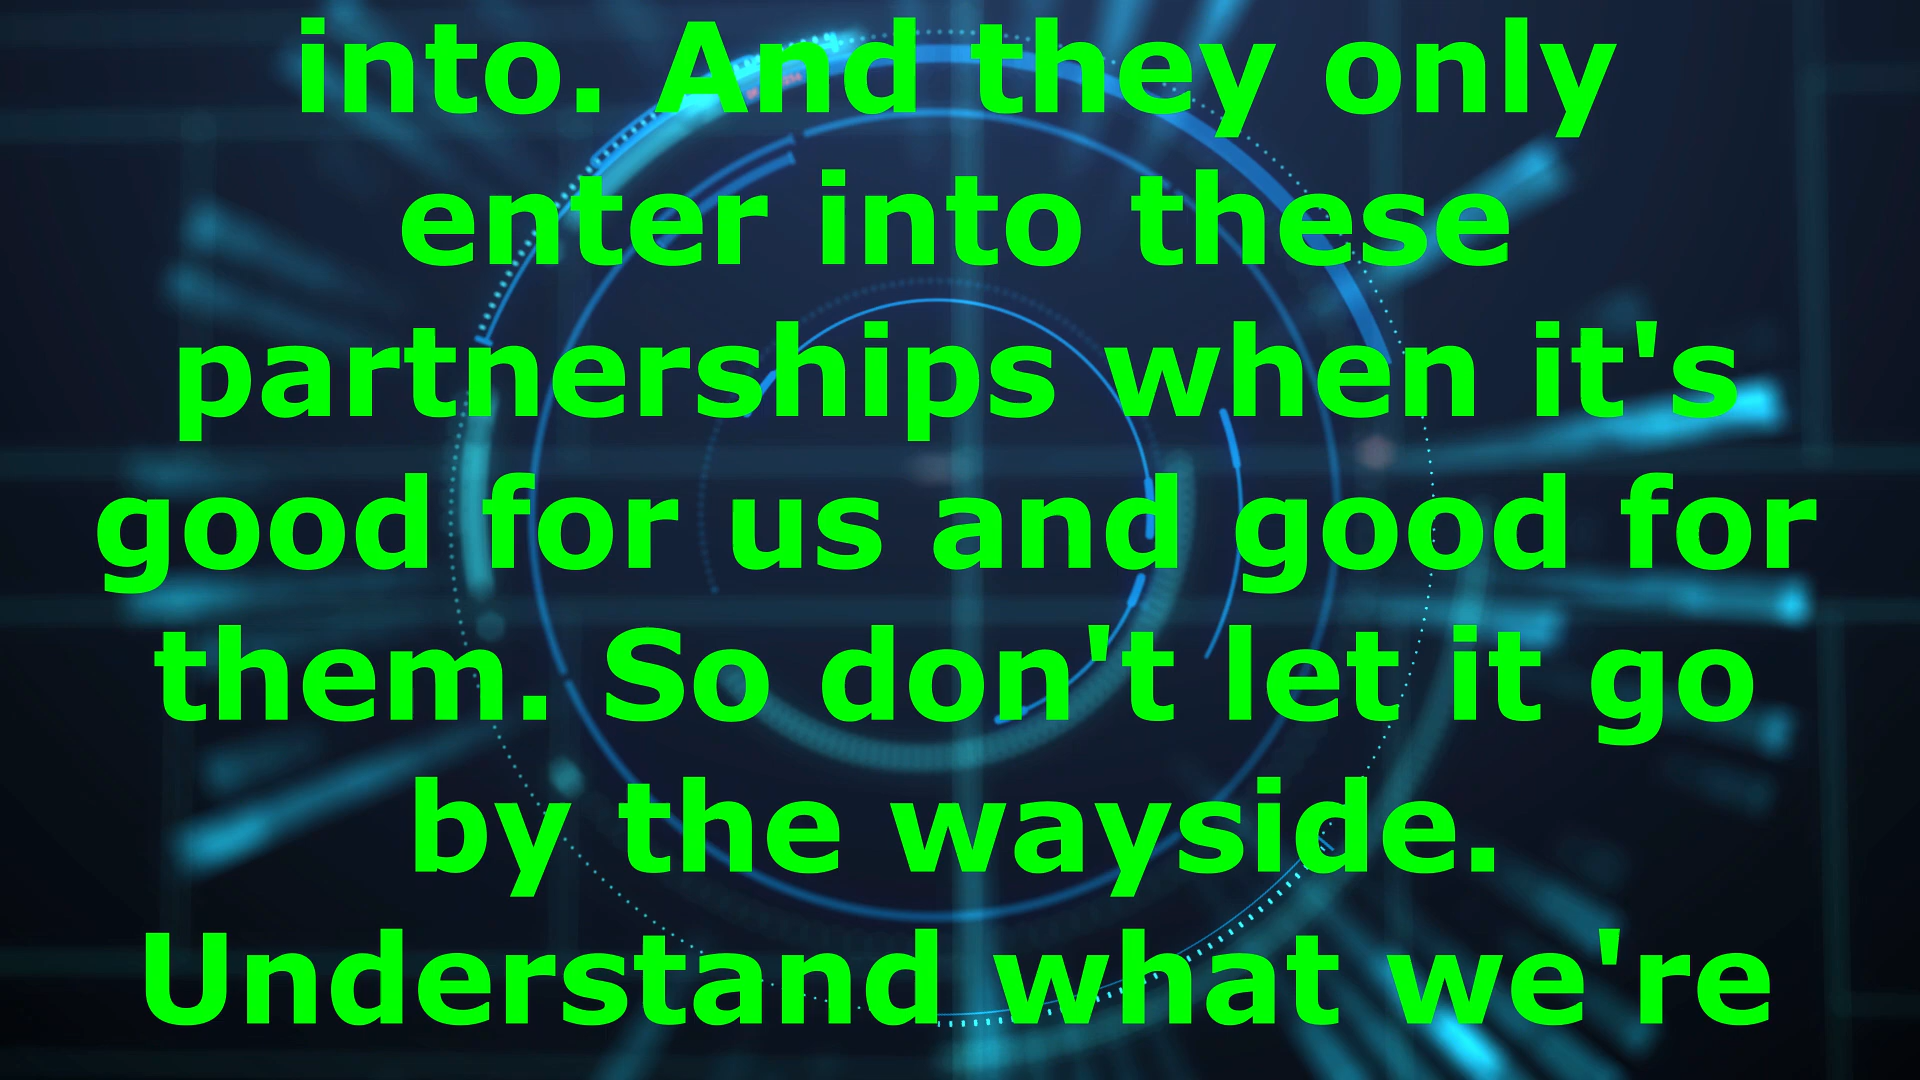 into. And they only
enter into these
partnerships when it's
good for us and good for
them. So don't let it go
by the wayside.
Understand what we're